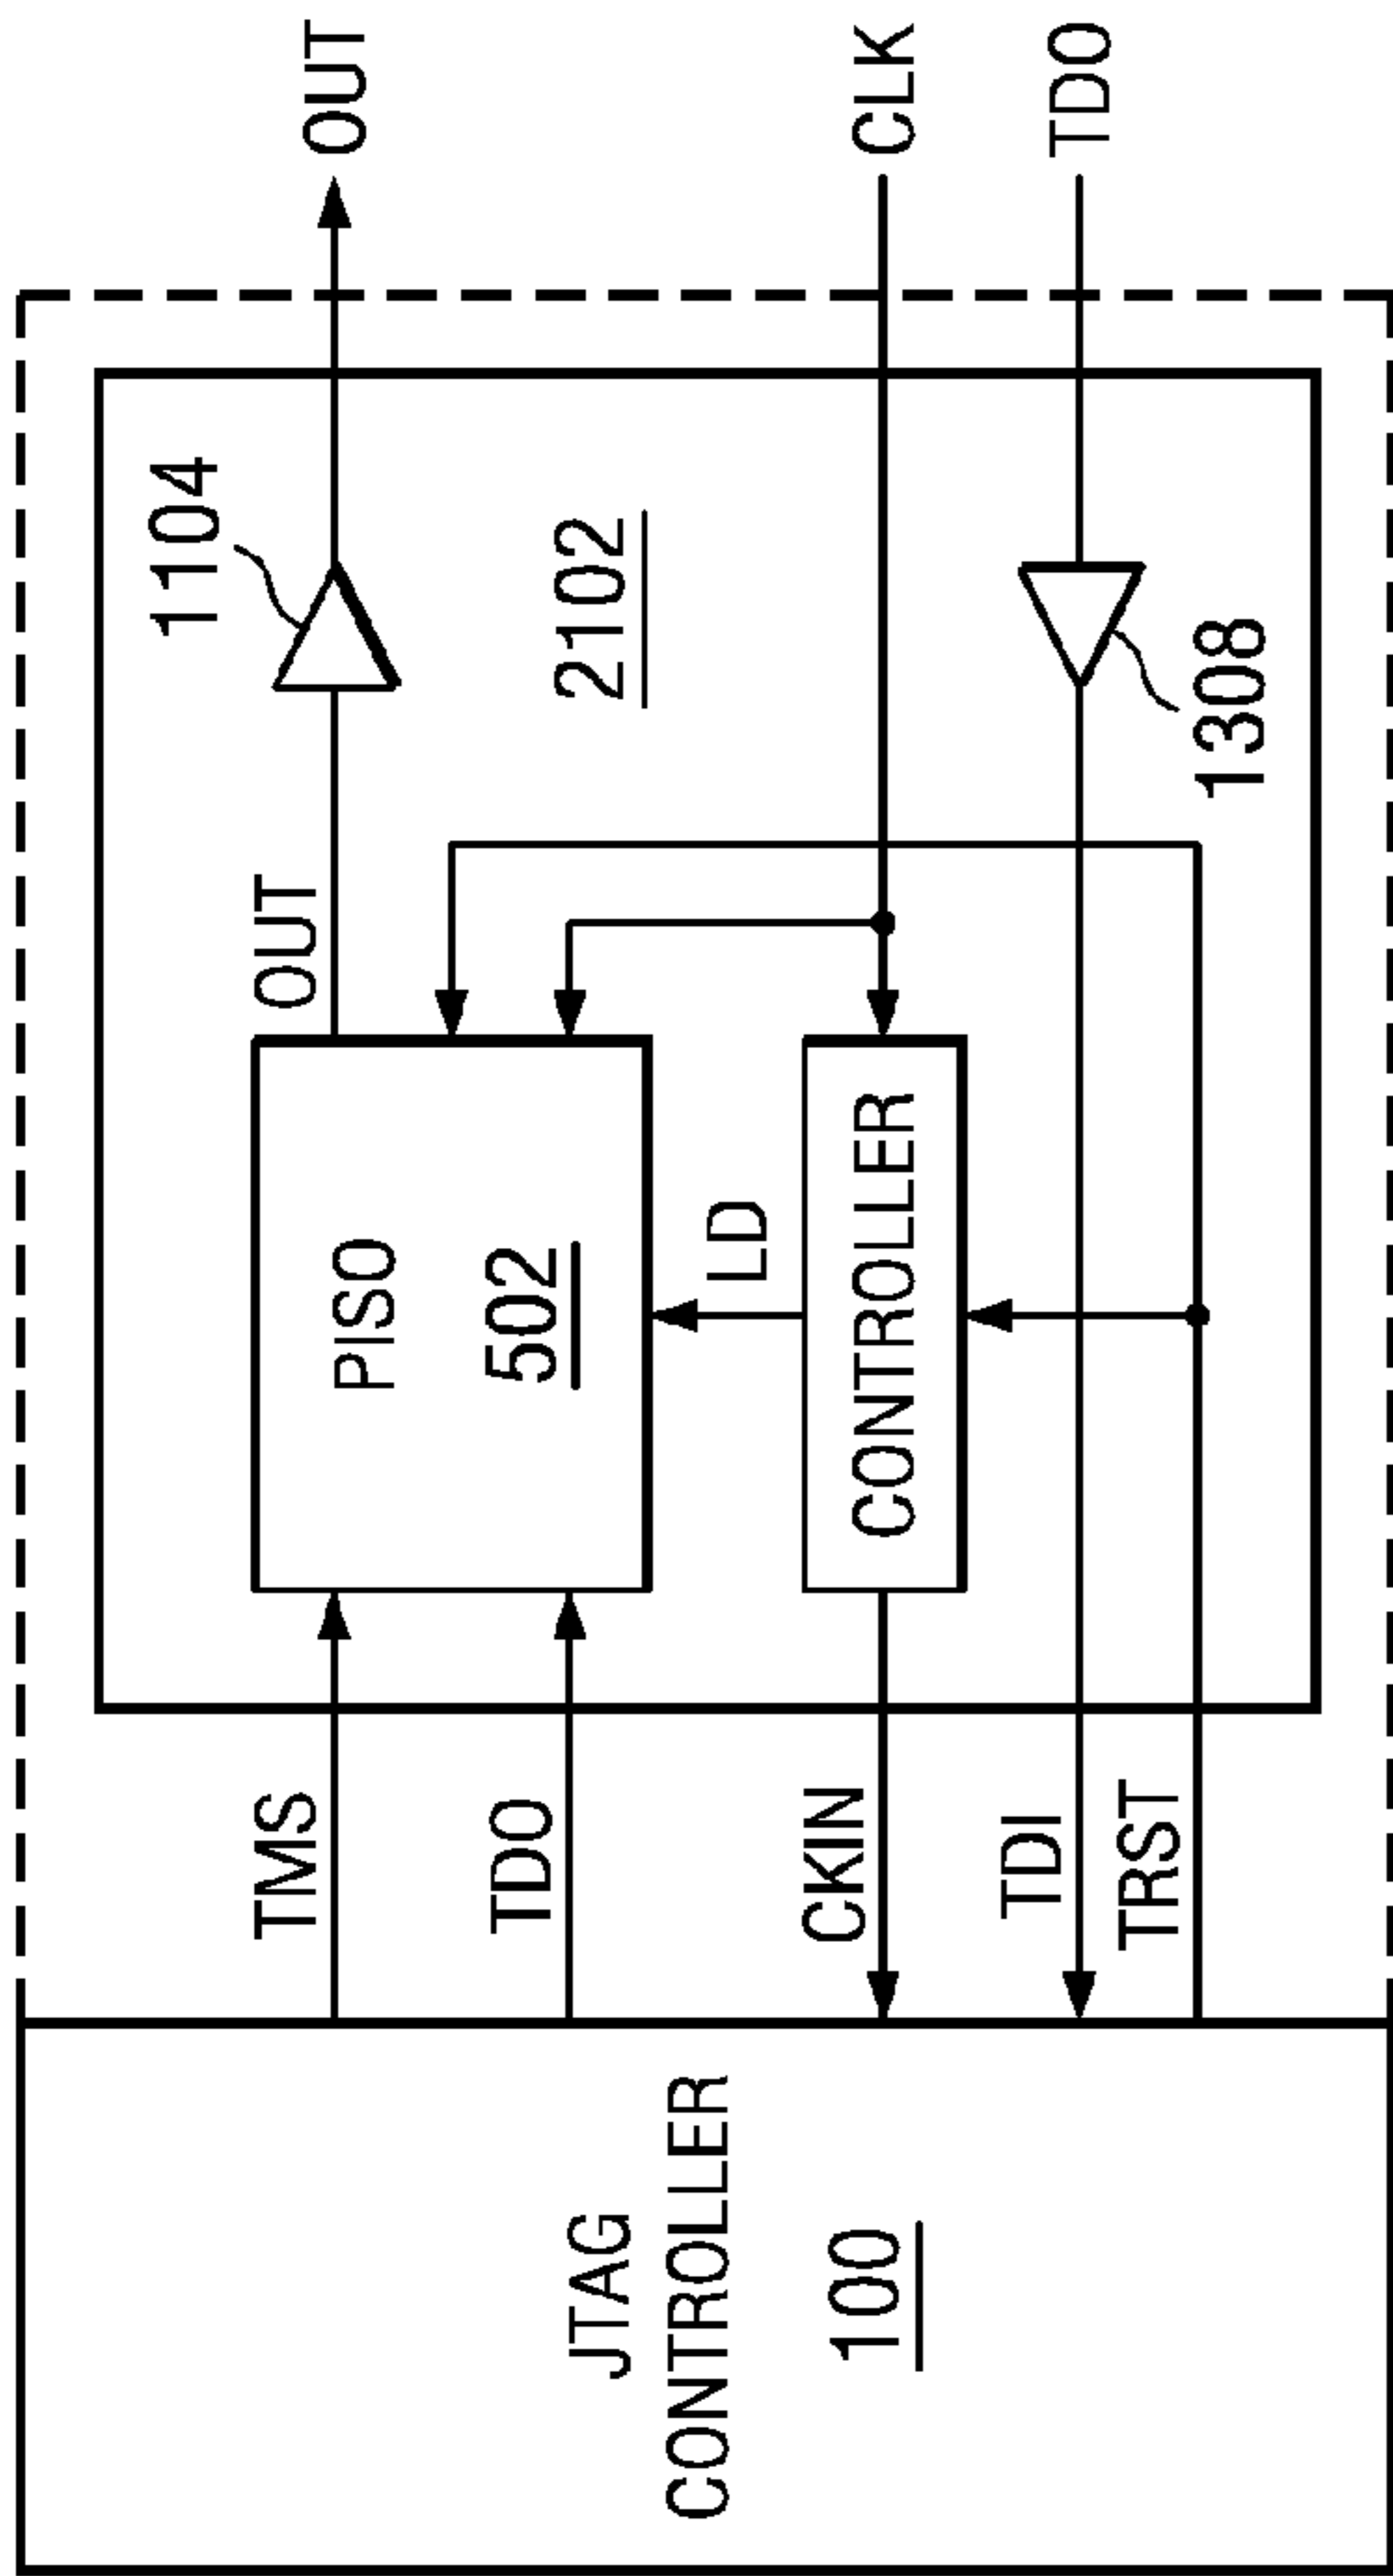 JTAG
CONTROLLER
100
TMS
TDO
CKIN
TDI
TRST
PISO
502
LD
CONTROLLER
OUT
1104
2102
1308
OUT
CLK
TDO